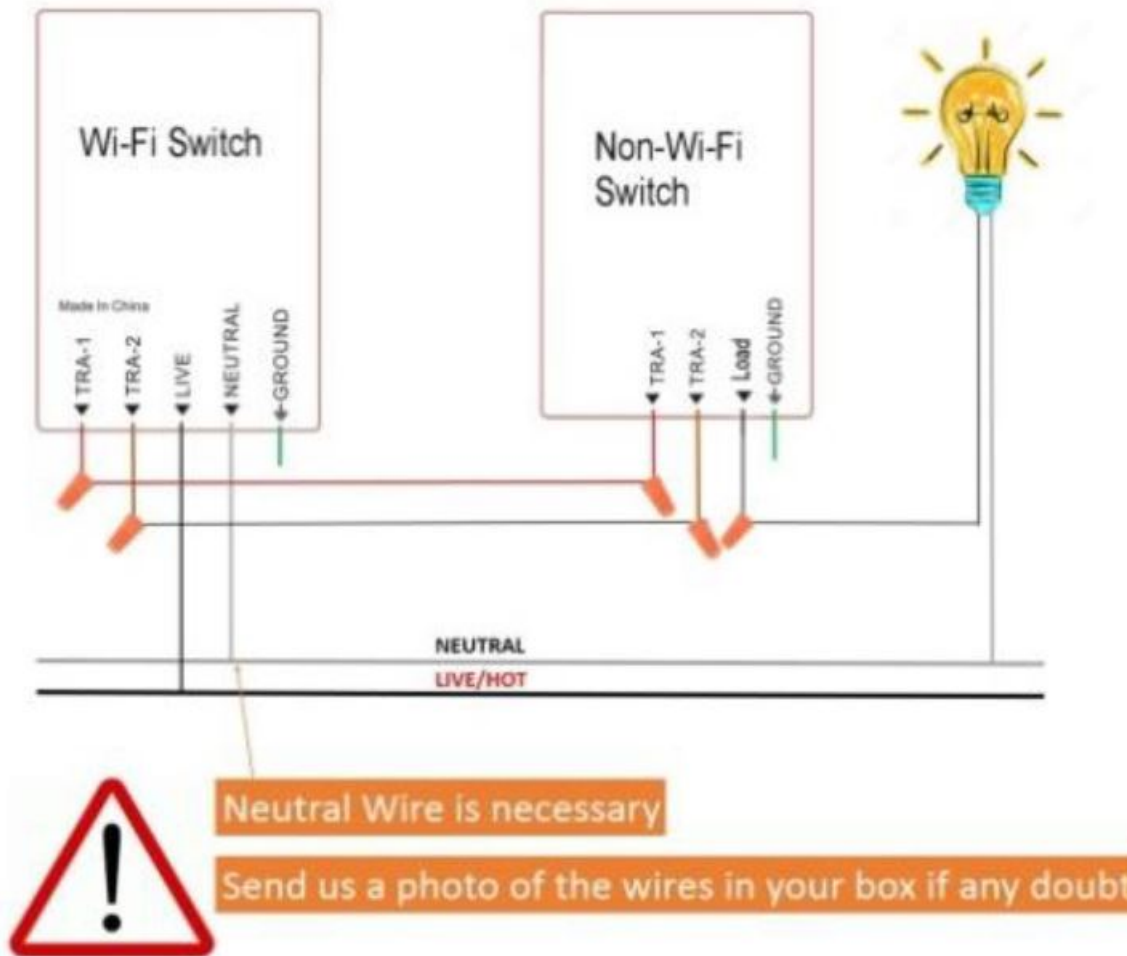 Wi-Fi Switch
Made In China
TRA-1
TRA-2
LIVE
NEUTRAL
GROUND
Non-Wi-Fi
Switch
TRA-1
TRA-2
Load
GROUND
NEUTRAL
LIVE/HOT
Neutral Wire is necessary
Send us a photo of the wires in your box if any doubt